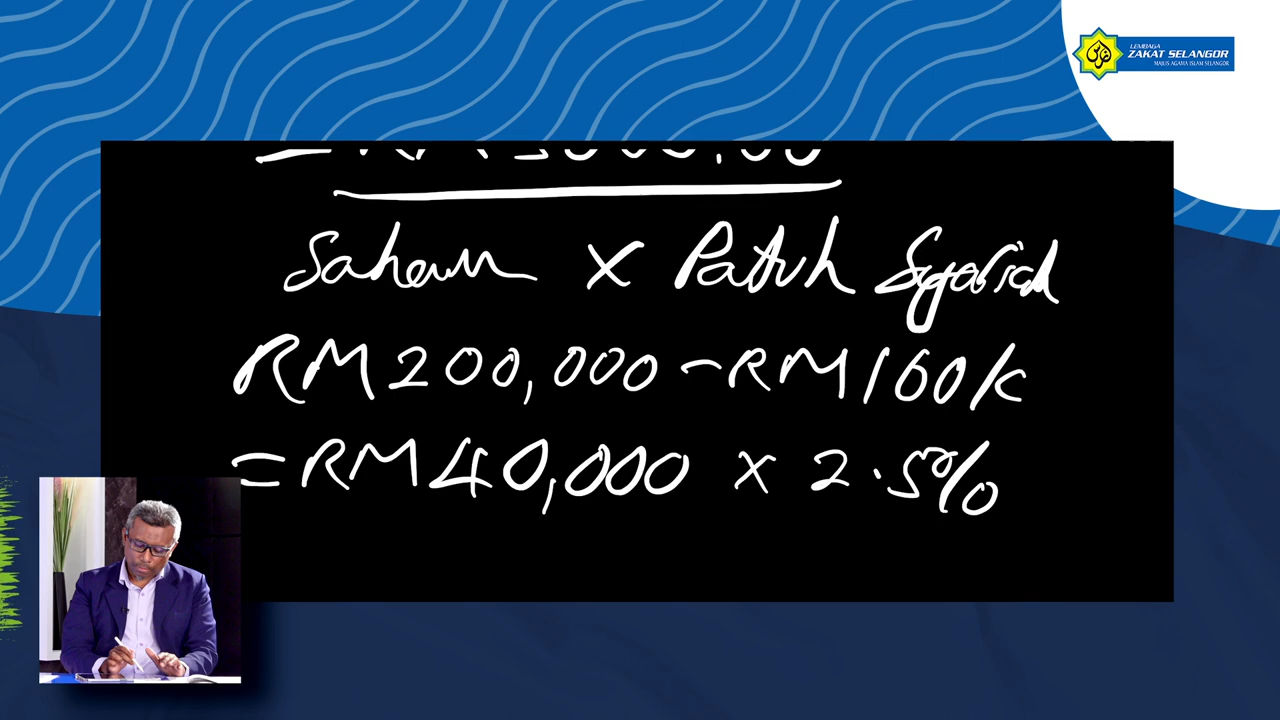 LEMBAGA
ZAKAT SELANGOR
MAJLIS AGAMA ISLAM SELANGOR
Saham X Patuh Syariah
RM200,000 - RM160k
= RM40,000 x 2.5%